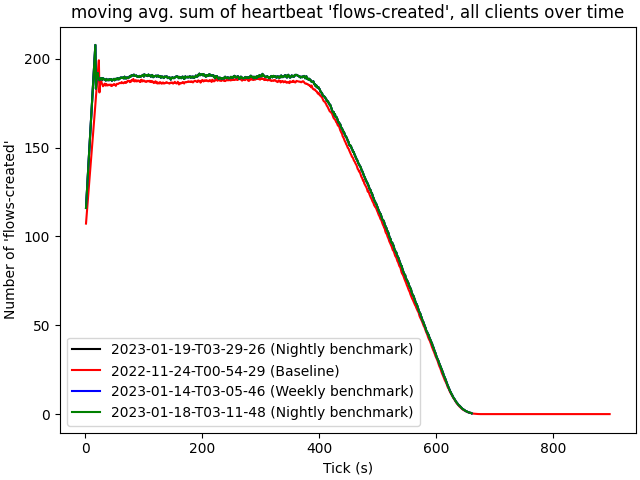 moving avg. sum of heartbeat 'flows-created', all clients over time
Number of 'flows-created'
200
150
100
50
0
2023-01-19-T03-29-26 (Nightly benchmark)
2022-11-24-T00-54-29 (Baseline)
2023-01-14-T03-05-46 (Weekly benchmark)
2023-01-18-T03-11-48 (Nightly benchmark)
0 200 400 600 800
Tick (s)